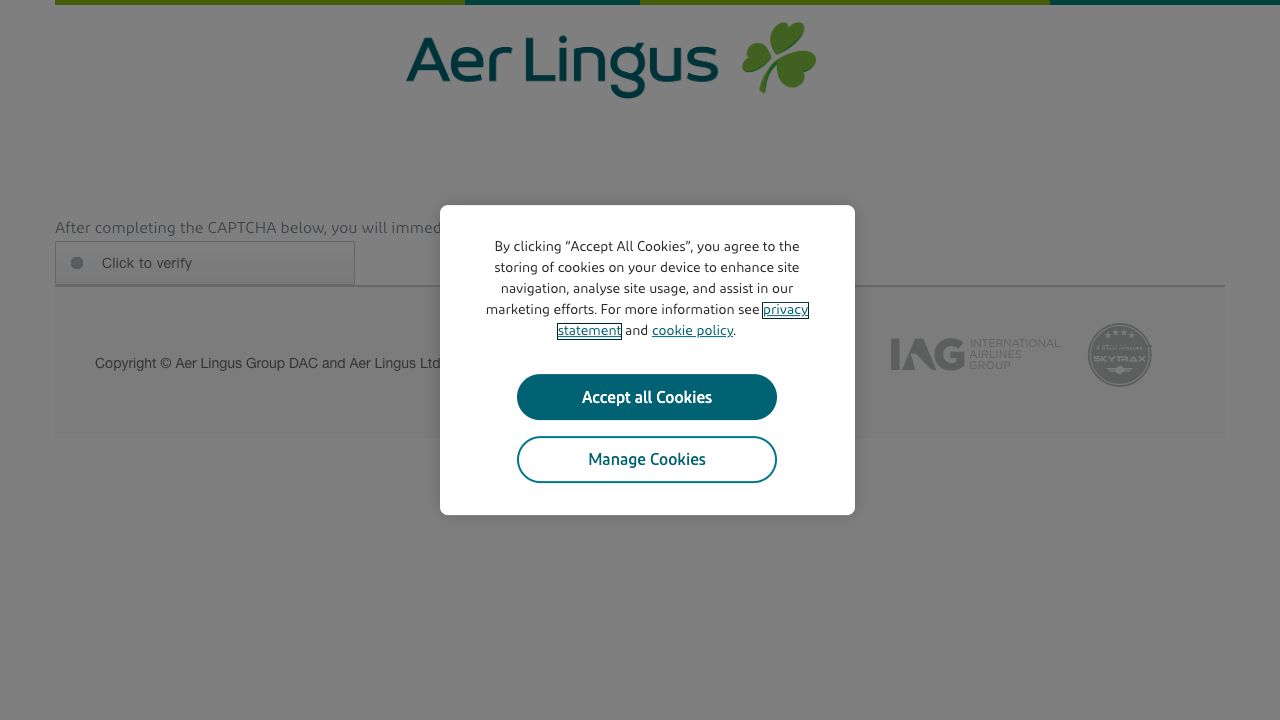 Aer Lingus
After completing the CAPTCHA below, you will immed
Click to verify
By clicking “Accept All Cookies”, you agree to the
storing of cookies on your device to enhance site
navigation, analyse site usage, and assist in our
marketing efforts. For more information see privacy
statement and cookie policy.
Accept all Cookies
Manage Cookies
Copyright © Aer Lingus Group DAC and Aer Lingus Ltd
IAG INTERNATIONAL
AIRLINES
GROUP
SKYTRAX